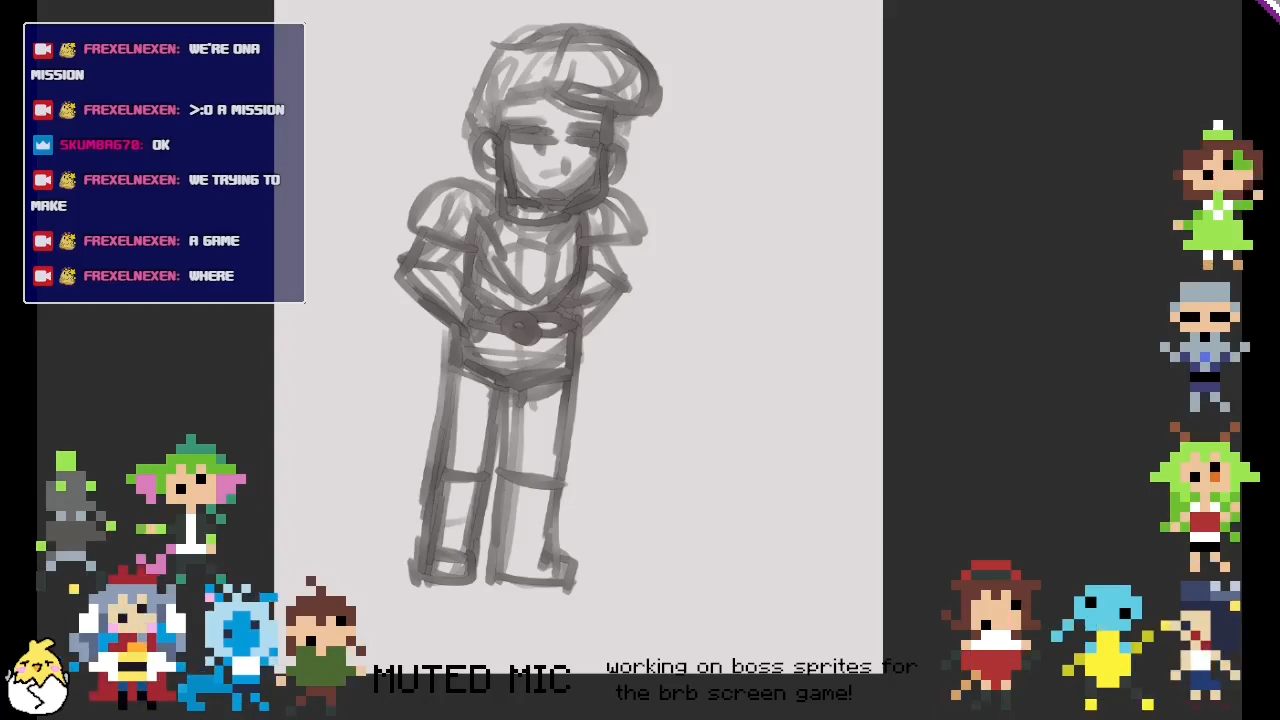 FREXELNEXEN: WE'RE ONA
MISSION
FREXELNEXEN: >:O A MISSION
SKUMBAG70: OK
FREXELNEXEN: WE TRYING TO
MAKE
FREXELNEXEN: A GAME
FREXELNEXEN: WHERE
MUTED MIC
working on boss sprites for
the brb screen game!